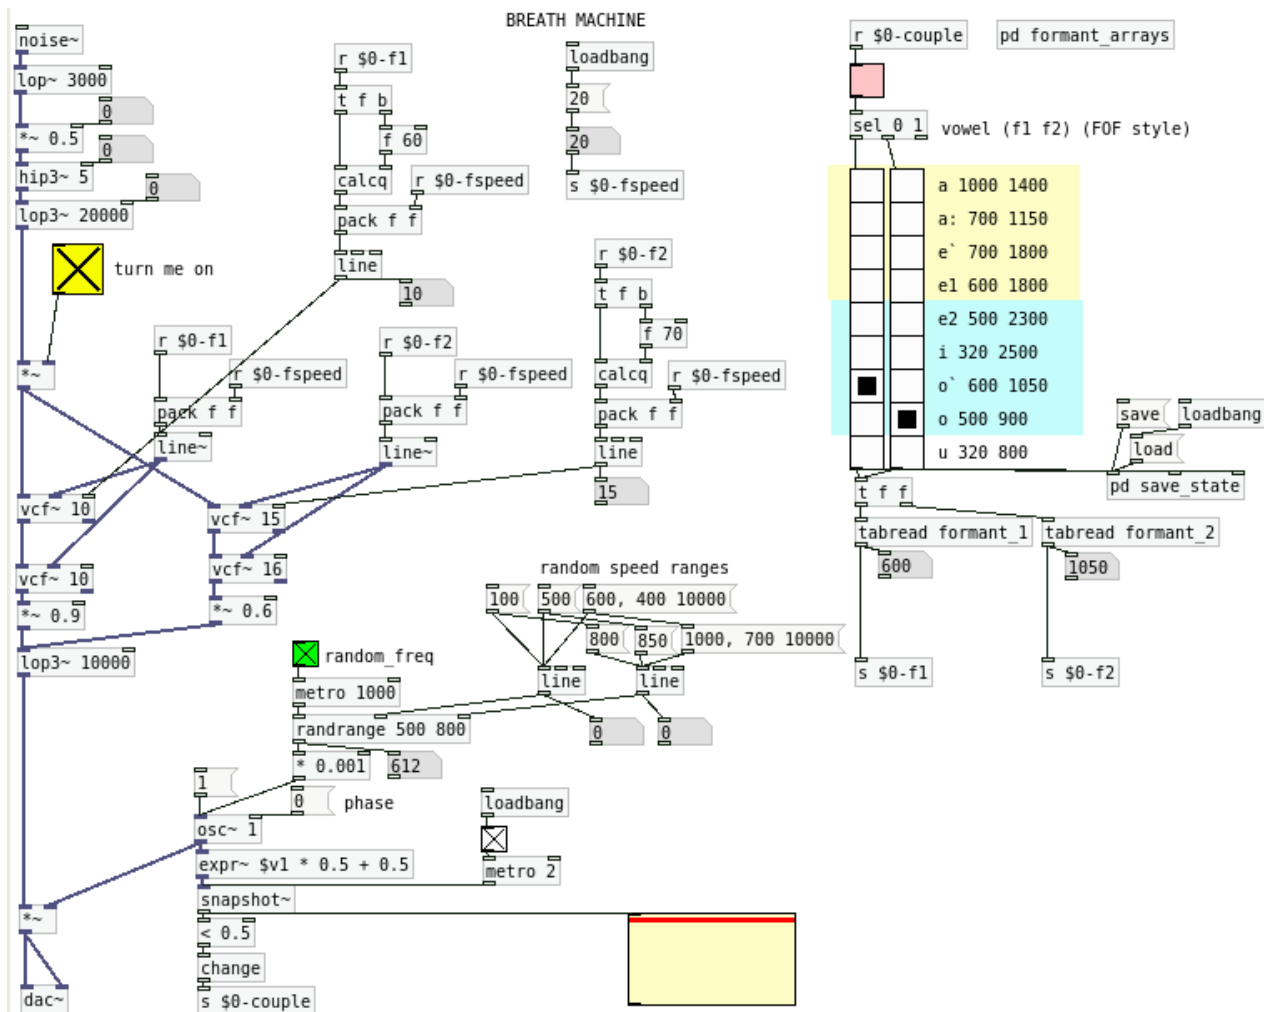 BREATH MACHINE
noise~
lop~ 3000
0
*~ 0.5
0
hip3~ 5
0
lop3~ 20000
turn me on
*~
r $0-f1
t f b
f 60
calcq
r $0-fspeed
pack f f
line
10
loadbang
20
20
s $0-fspeed
r $0-f1
r $0-fspeed
pack f f
line~
r $0-f2
r $0-fspeed
pack f f
line~
r $0-f2
t f b
f 70
calcq
r $0-fspeed
pack f f
line
15
vcf~ 10
vcf~ 15
vcf~ 10
vcf~ 16
*~ 0.9
*~ 0.6
lop3~ 10000
random speed ranges
100
500
600, 400 10000
800
850
1000, 700 10000
line
line
0
0
random_freq
metro 1000
randrange 500 800
* 0.001
612
1
0
phase
osc~ 1
expr~ $v1 * 0.5 + 0.5
loadbang
metro 2
snapshot~
< 0.5
change
s $0-couple
*~
dac~
r $0-couple
pd formant_arrays
sel 0 1
vowel (f1 f2) (FOF style)
a 1000 1400
a: 700 1150
e` 700 1800
e1 600 1800
e2 500 2300
i 320 2500
o` 600 1050
o 500 900
u 320 800
save
loadbang
load
pd save_state
t f f
tabread formant_1
tabread formant_2
600
1050
s $0-f1
s $0-f2